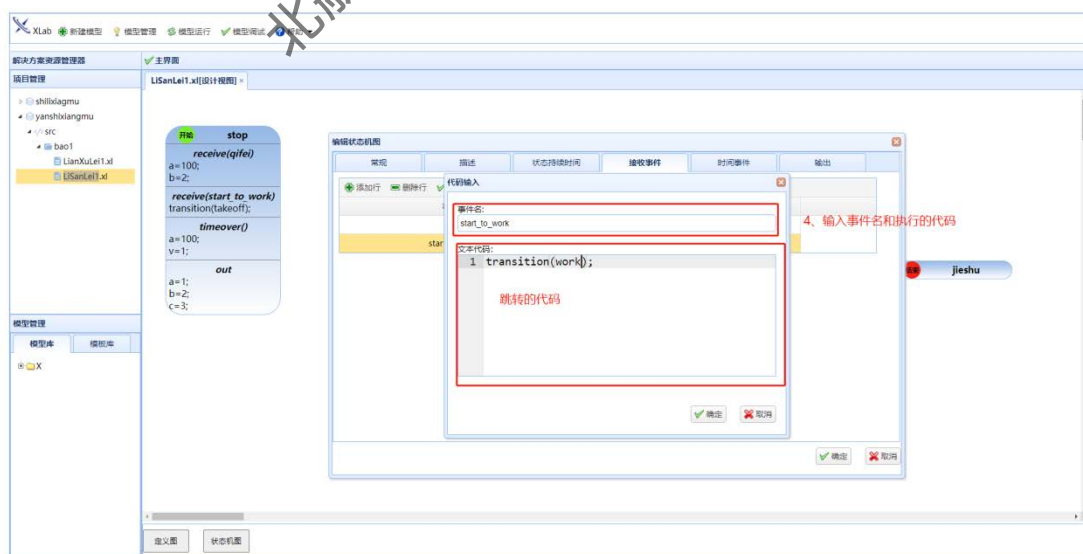 XLab 新建模型 模型管理 模型运行 模型调试 帮助
北
解决方案资源管理器
主界面
项目管理
LISanLei1.xl[设计视图] ×
shilixiagmu
yanshixiangmu
src
bao1
LianXuLei1.xl
LISanLei1.xl
开始 stop
receive(qifei)
a=100;
b=2;
receive(start_to_work)
transition(takeoff);
timeover()
a=100;
v=1;
out
a=1;
b=2;
c=3;
编辑状态机图
常规 描述 状态持续时间 接收事件 时间事件 输出
添加行 删除行
star
代码输入
事件名:
start_to_work
文本代码:
1 transition(work);
跳转的代码
确定 取消
4、输入事件名和执行的代码
确定 取消
结束 jieshu
模型管理
模型库 模板库
X
定义图 状态机图